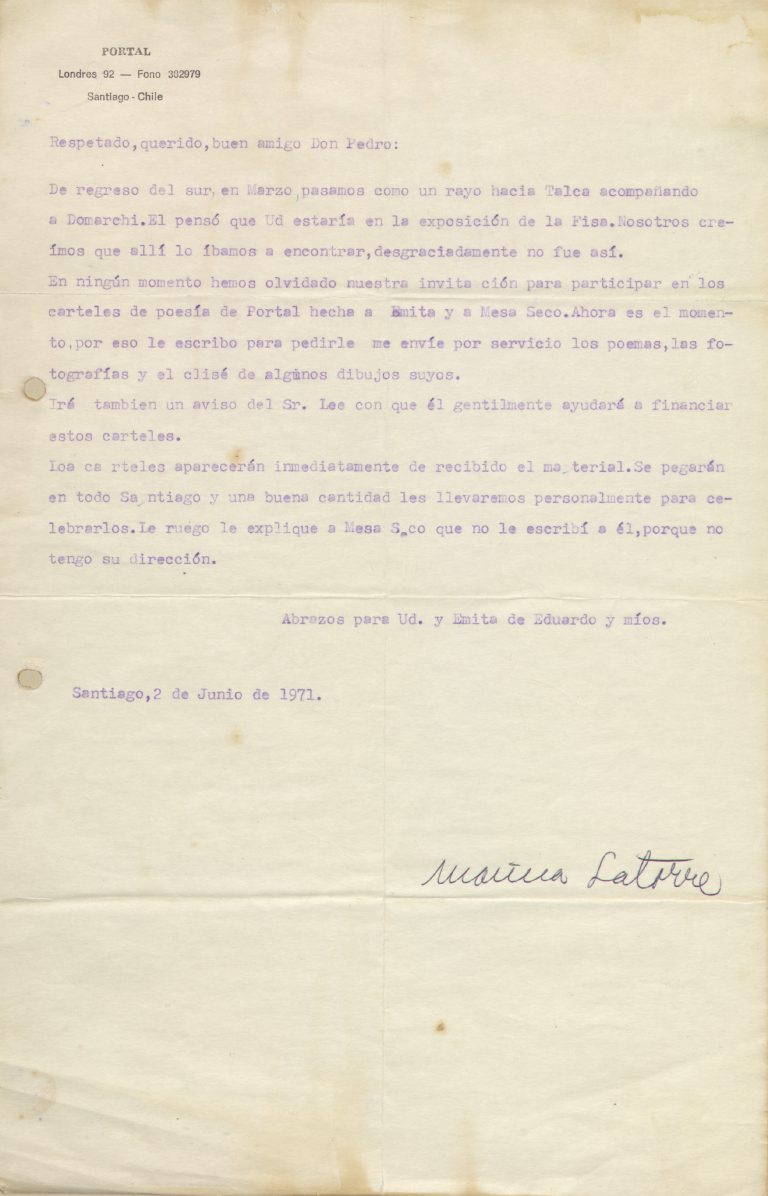 PORTAL
Londres 92 — Fono 382979
Santiago - Chile
Respetado,querido,buen amigo Don Pedro:
De regreso del sur, en Marzo,pasamos como un rayo hacia Talca acompañando
a Domarchi.El pensó que Ud estaría en la exposición de la Fisa.Nosotros cre-
ímos que allí lo íbamos a encontrar,desgraciadamente no fue así.
En ningún momento hemos olvidado nuestra invita ción para participar en los
carteles de poesía de Portal hecha a Emita y a Mesa Seco.Ahora es el momen-
to,por eso le escribo para pedirle me envíe por servicio los poemas,las fo-
tografías y el clisé de algunos dibujos suyos.
Irá tambien un aviso del Sr. Lee con que él gentilmente ayudará a financiar
estos carteles.
Loa ca rteles aparecerán inmediatamente de recibido el ma terial.Se pegarán
en todo Sa ntiago y una buena cantidad les llevaremos personalmente para ce-
lebrarlos.Le ruego le explique a Mesa Seco que no le escribí a él,porque no
tengo su dirección.
Abrazos para Ud. y Emita de Eduardo y míos.
Santiago,2 de Junio de 1971.
Marina Latorre